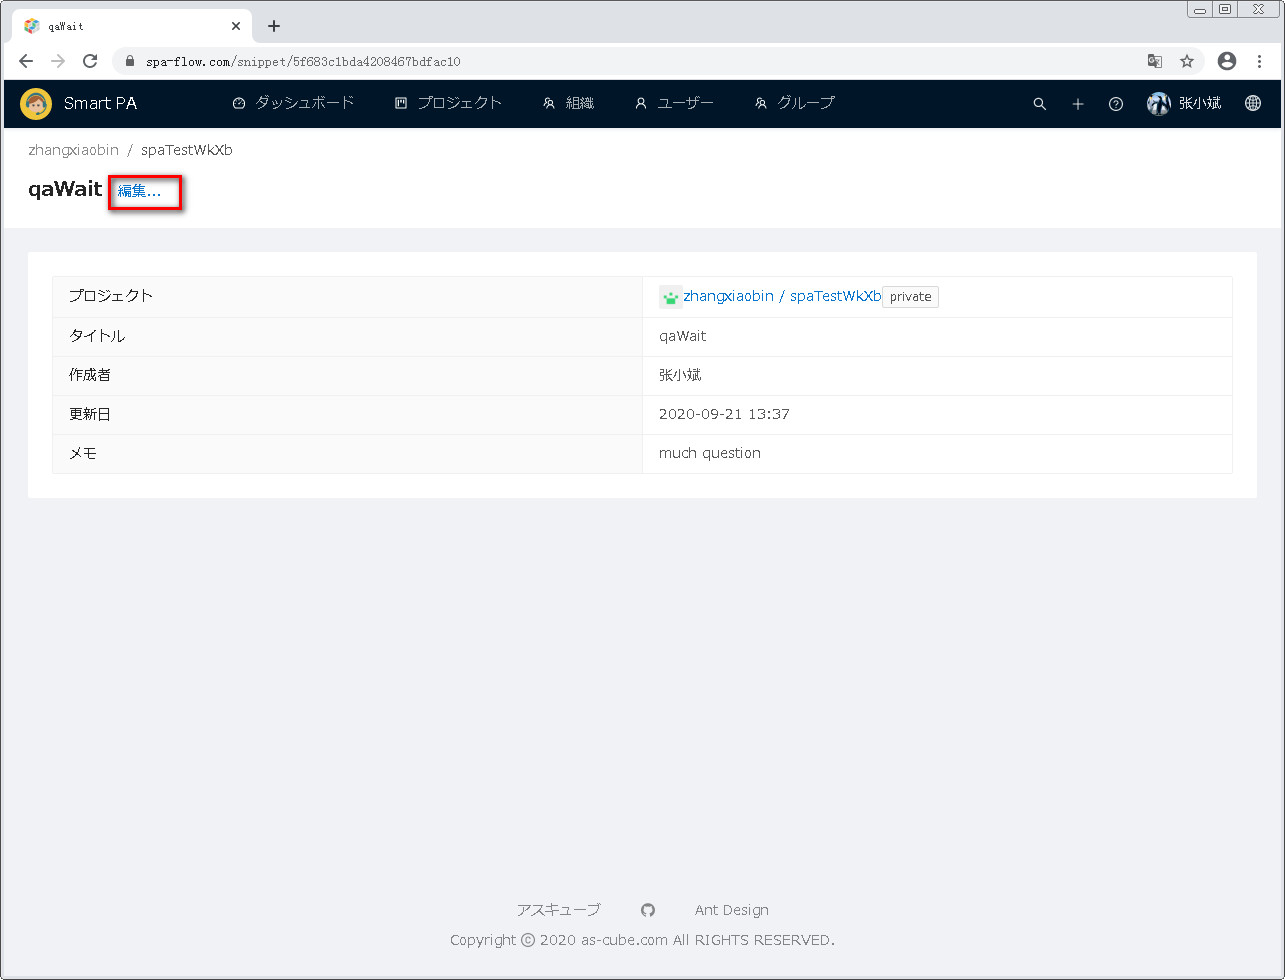 qaWait
spa-flow.com/snippet/5f683c1bda4208467bdfac10
Smart PA ダッシュボード プロジェクト 组織 ユーザー グループ 张小斌
zhangxiaobin / spaTestWkXb
qaWait 编集...
プロジェクト zhangxiaobin / spaTestWkXb private
タイトル qaWait
作成者 张小斌
更新日 2020-09-21 13:37
メモ much question
アスキューブ Ant Design
Copyright © 2020 as-cube.com All RIGHTS RESERVED.